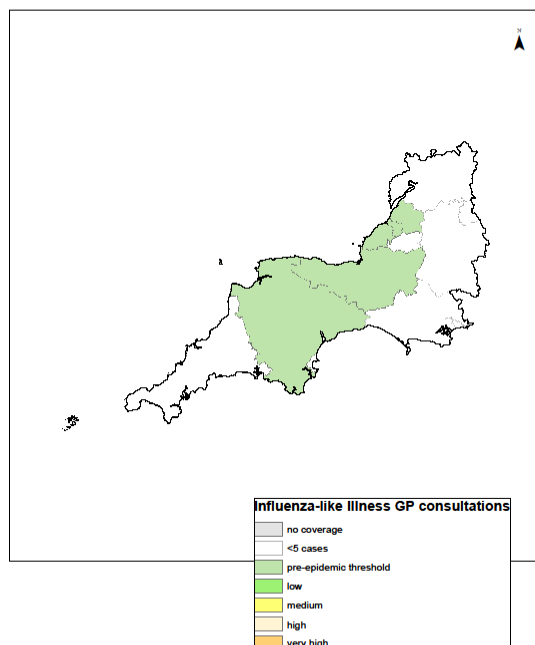 N
Influenza-like Illness GP consultations
no coverage
<5 cases
pre-epidemic threshold
low
medium
high
very high